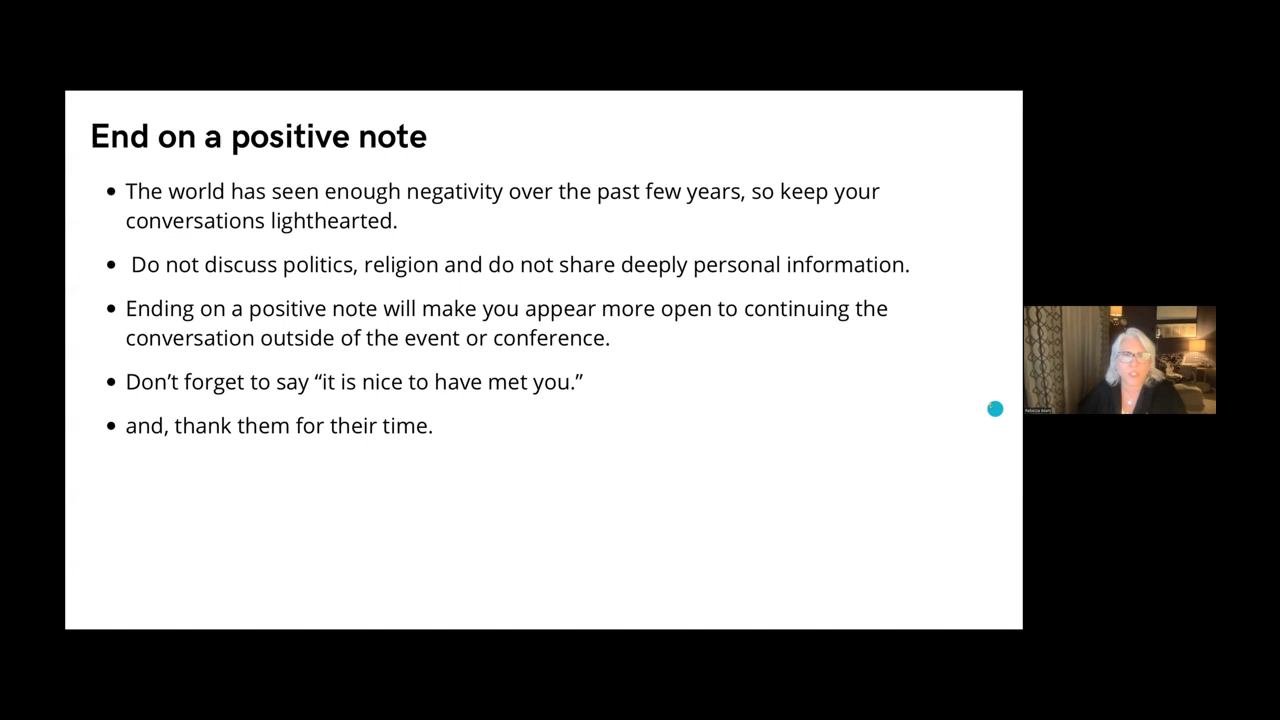 End on a positive note
• The world has seen enough negativity over the past few years, so keep your
conversations lighthearted.
• Do not discuss politics, religion and do not share deeply personal information.
• Ending on a positive note will make you appear more open to continuing the
conversation outside of the event or conference.
• Don’t forget to say “it is nice to have met you.”
• and, thank them for their time.
Rebecca